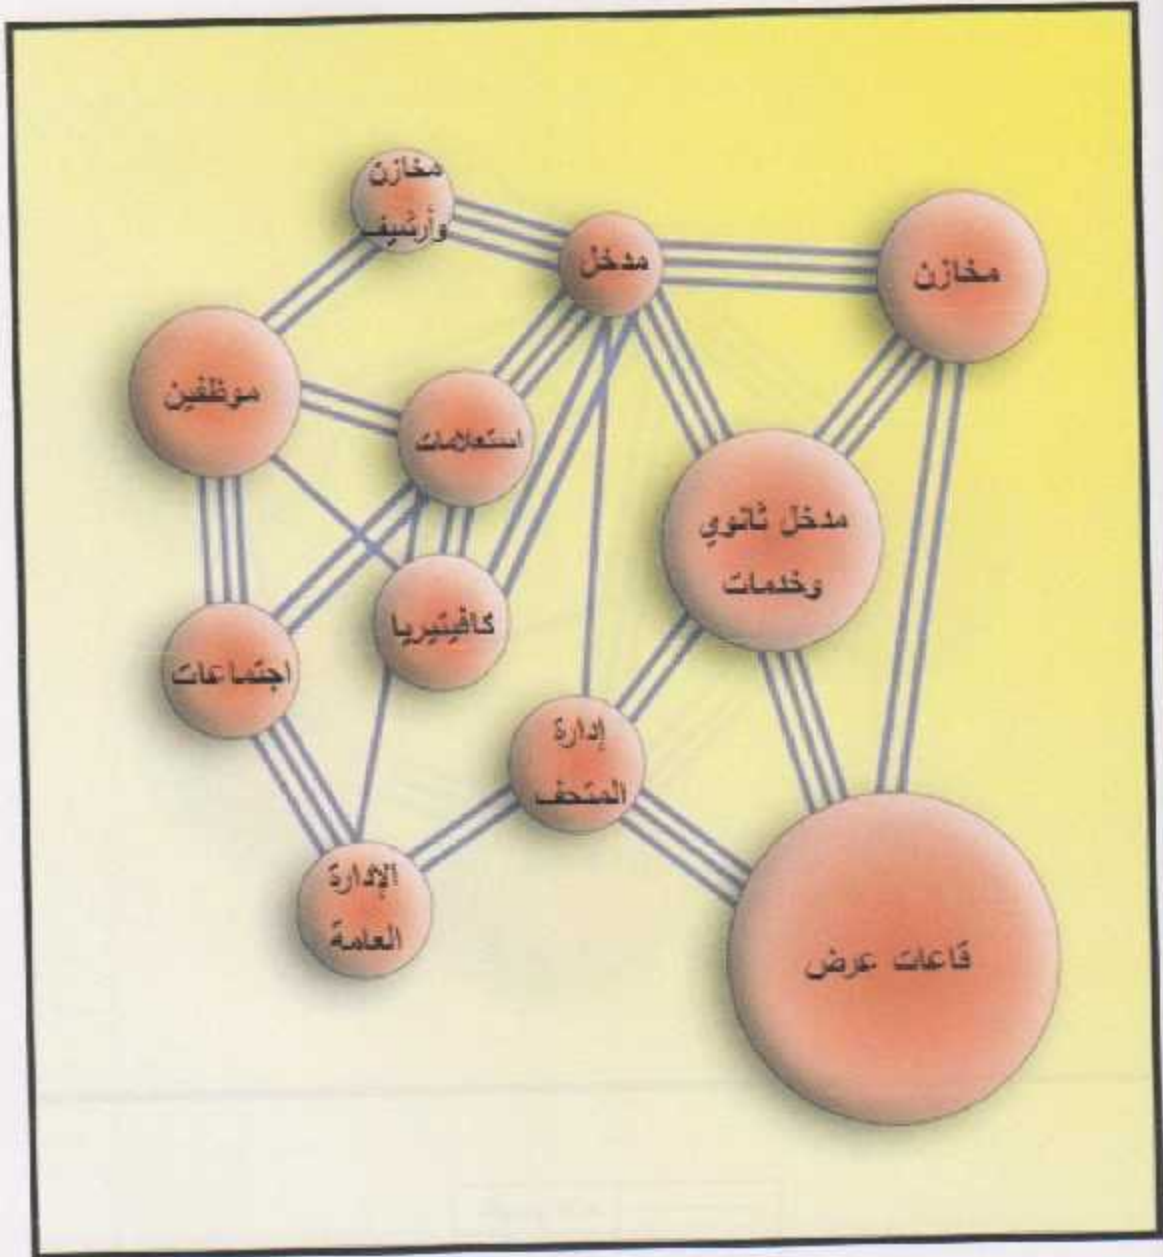 مخازن
وأرشيف
مدخل
مخازن
موظفين
استعلامات
مدخل ثانوي
وخدمات
كافيتيريا
اجتماعات
إدارة
المتحف
الإدارة
العامة
قاعات عرض